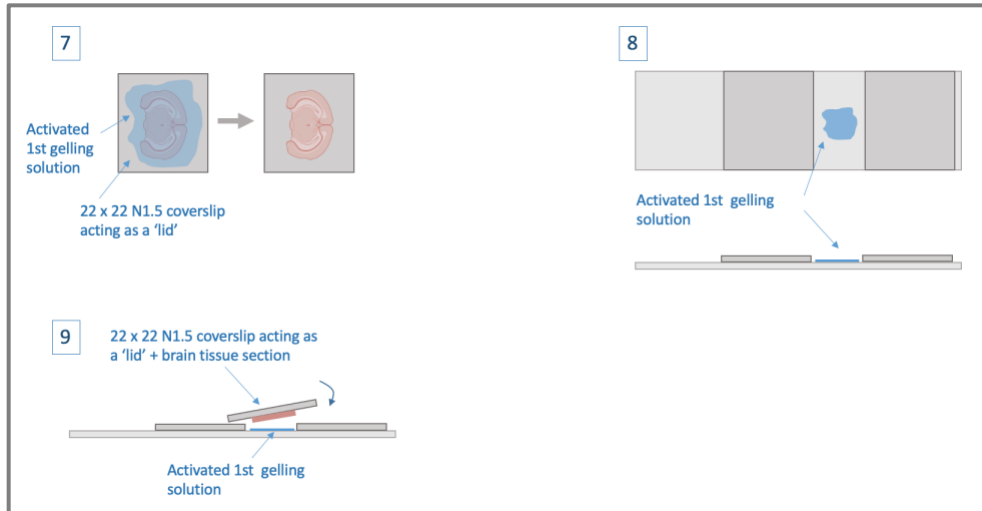 7
Activated
1st gelling
solution
22 x 22 N1.5 coverslip
acting as a ‘lid’
8
Activated 1st gelling
solution
9
22 x 22 N1.5 coverslip acting as
a ‘lid’ + brain tissue section
Activated 1st gelling
solution